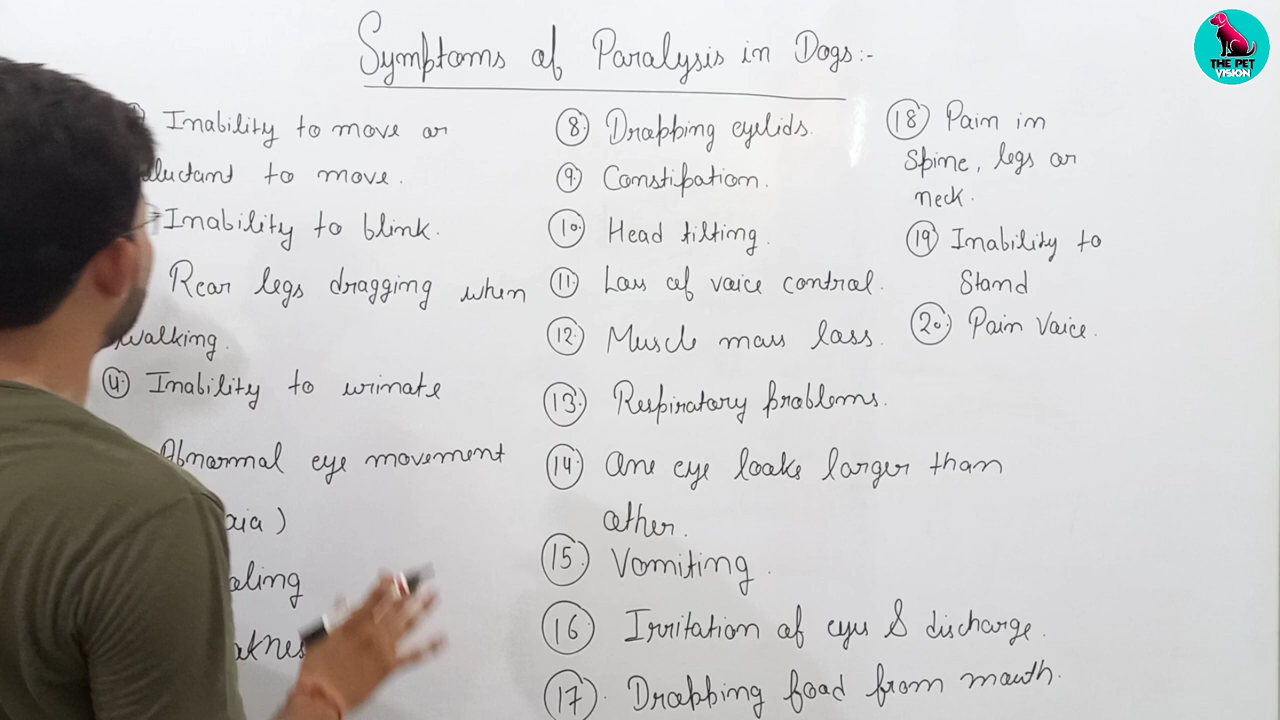 Symptoms of Paralysis in Dogs:-
THE PET
VISION
Inability to move or
to move.
Inability to blink.
Rear legs dragging when
walking.
4. Inability to urinate
Abnormal eye movement
8. Dropping eyelids.
9. Constipation.
10. Head tilting.
11. Loss of voice control.
12. Muscle mass loss.
13. Respiratory problems.
14. One eye looks larger than
other.
15. Vomiting.
16. Irritation of eyes & discharge.
17. Dropping food from mouth.
18. Pain in
Spine, legs or
neck.
19. Inability to
Stand
20. Pain Voice.